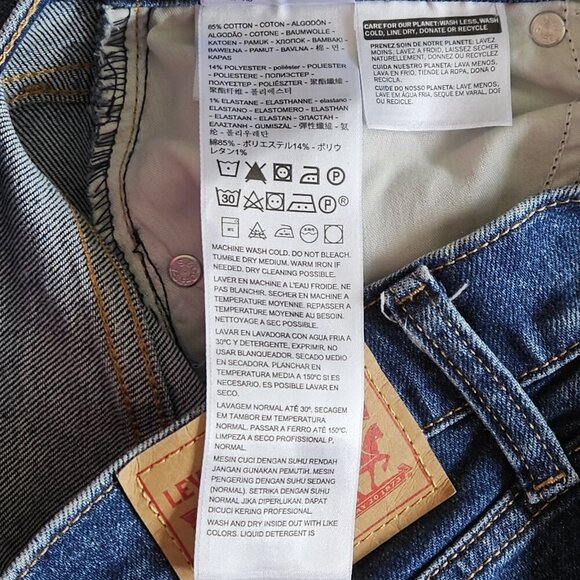 85% COTTON - COTON - ALGODÓN -
ALGODÃO - COTONE - BAUMWOLLE -
KATOEN - PAMUK - ХЛОПОК - BAMBAKI -
BAWEŁNA - PAMUT - BAVLNA - 棉 - 면 -
KAPAS
14% POLYESTER - poliéster - POLIÉSTER -
POLIESTERE - ПОЛИЭСТЕР -
POLIESZTER - 聚酯纖維 -
聚酯纤维 - 폴리에스터
1% ELASTANE - ELASTHANNE - elastano
ELASTANO - ELASTOMERO - ELASTHAN
ELASTAAN - ELASTAN - ЭЛАСТАН -
GUMISZAL - 彈性纖維 - 氨
纶 - 폴리우레탄
綿85% - ポリエステル14% - ポリウ
レタン1%
P
30 P ®
MACHINE WASH COLD. DO NOT BLEACH.
TUMBLE DRY MEDIUM. WARM IRON IF
NEEDED. DRY CLEANING POSSIBLE.
LAVER EN MACHINE A L'EAU FROIDE. NE
PAS BLANCHIR. SECHER EN MACHINE A
TEMPERATURE MOYENNE. REPASSER A
TEMPERATURE MOYENNE AU BESOIN.
NETTOYAGE A SEC POSSIBLE.
LAVAR EN LAVADORA CON AGUA FRIA A
30°C Y DETERGENTE, EXPRIMIR, NO
USAR BLANQUEADOR. SECADO MEDIO
EN SECADORA. PLANCHAR EN
TEMPERATURA MEDIA A 150°C SI ES
NECESARIO. ES POSIBLE LAVAR EN
SECO.
LAVAGEM NORMAL ATÉ 30º. SECAGEM
EM TAMBOR EM TEMPERATURA
NORMAL. PASSAR A FERRO ATÉ 150ºC.
LIMPEZA A SECO PROFISSIONAL P,
NORMAL.
MESIN CUCI DENGAN SUHU RENDAH
JANGAN GUNAKAN PEMUTIH. MESIN
PENGERING DENGAN SUHU SEDANG
(NORMAL). SETRIKA DENGAN SUHU
NORMAL JIKA DIPERLUKAN. DAPAT
DICUCI KERING PROFESIONAL.
WASH AND DRY INSIDE OUT WITH LIKE
COLORS. LIQUID DETERGENT IS
CARE FOR OUR PLANET: WASH LESS, WASH
COLD, LINE DRY, DONATE OR RECYCLE
PRENEZ SOIN DE NOTRE PLANETE: LAVEZ
MOINS, LAVEZ A FROID, LAISSEZ SECHER
NATURELLEMENT, DONNEZ OU RECYCLEZ
CUIDA NUESTRO PLANETA: LAVA MENOS,
LAVA EN FRIO, TIENDE LA ROPA, DONA O
RECICLA
CUIDE DO NOSSO PLANETA: LAVE MENOS,
LAVE EM ÁGUA FRIA, SEQUE EM VARAL, DOE
OU RECICLE
LEV